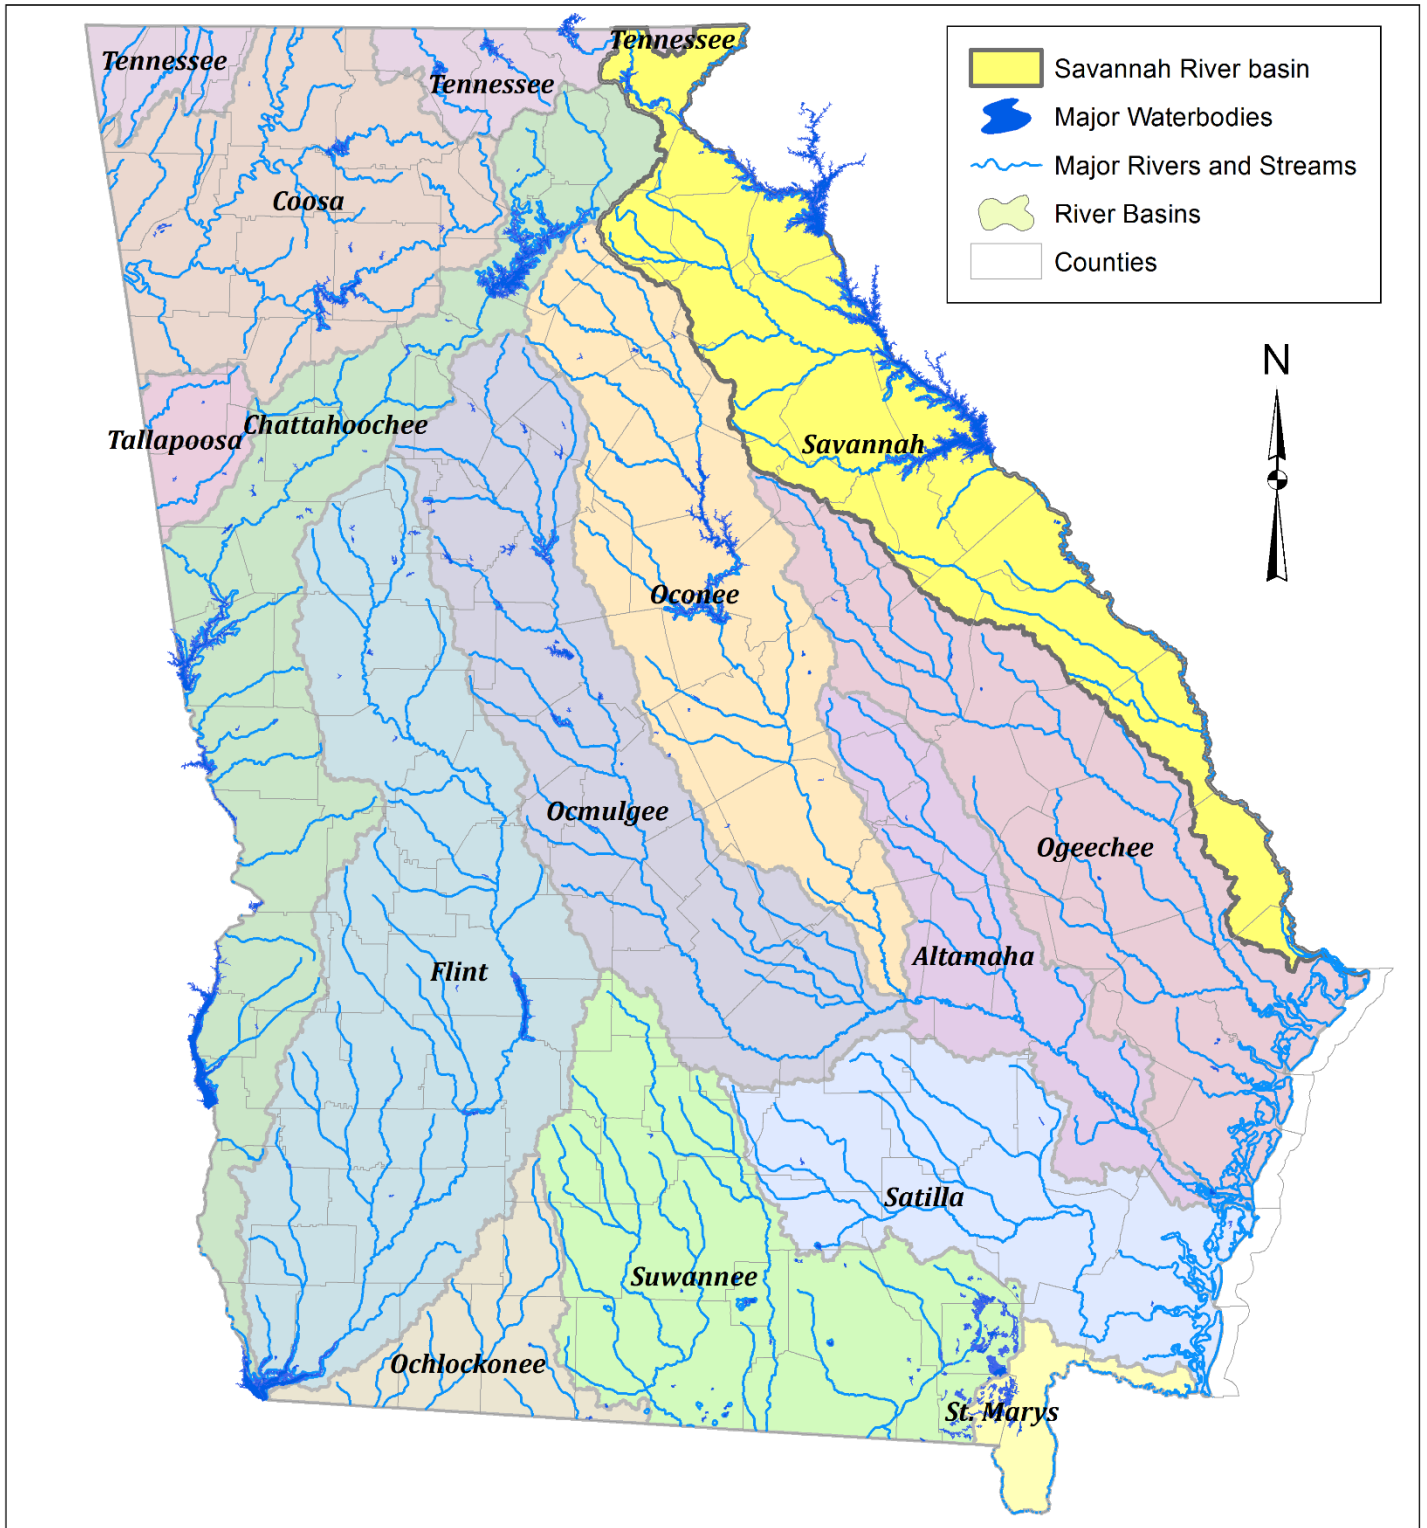 Tennessee
Tennessee
Tennessee
Savannah River basin
Major Waterbodies
Major Rivers and Streams
River Basins
Counties
Coosa
N
Tallapoosa
Chattahoochee
Savannah
Oconee
Ocmulgee
Ogeechee
Flint
Altamaha
Satilla
Suwannee
Ochlockonee
St. Marys